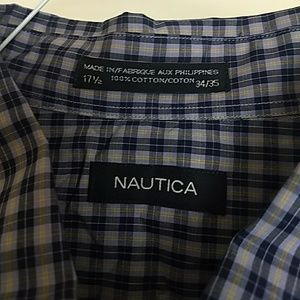 MADE IN/FABRIQUE AUX PHILIPPINES
17½ 100% COTTON/COTON 34/35
NAUTICA